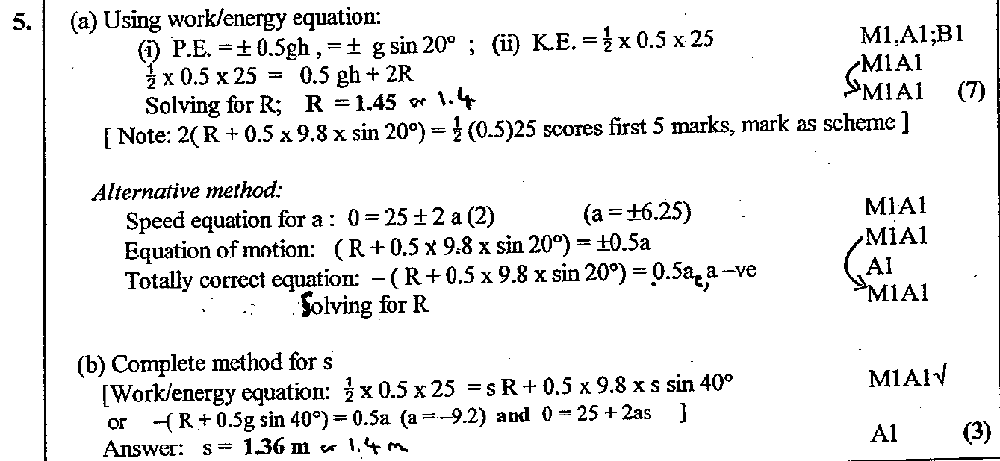 5. (a) Using work/energy equation:
(i) P.E. = ± 0.5gh , = ± g sin 20° ; (ii) K.E. = ½ x 0.5 x 25 M1,A1;B1
½ x 0.5 x 25 = 0.5 gh + 2R M1A1
Solving for R; R = 1.45 or 1.4 M1A1 (7)
[ Note: 2( R + 0.5 x 9.8 x sin 20°) = ½ (0.5)25 scores first 5 marks, mark as scheme ]
Alternative method:
Speed equation for a : 0 = 25 ± 2 a (2) (a = ±6.25) M1A1
Equation of motion: ( R + 0.5 x 9.8 x sin 20°) = ±0.5a M1A1
Totally correct equation: – ( R + 0.5 x 9.8 x sin 20°) = 0.5a, a –ve A1
Solving for R M1A1
(b) Complete method for s
[Work/energy equation: ½ x 0.5 x 25 = s R + 0.5 x 9.8 x s sin 40° M1A1√
or –( R + 0.5g sin 40°) = 0.5a (a = –9.2) and 0 = 25 + 2as ]
Answer: s = 1.36 m or 1.4 m A1 (3)